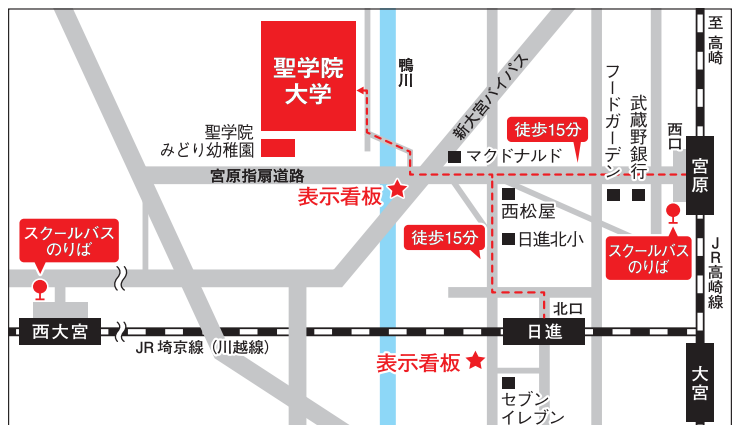 至
高崎
聖学院
大学
鴨川
新大宮バイパス
フードガーデン
武蔵野銀行
西口
徒歩15分
聖学院
みどり幼稚園
マクドナルド
宮原
宮原指扇道路
表示看板
西松屋
スクールバス
のりば
徒歩15分
日進北小
スクールバス
のりば
JR高崎線
北口
西大宮
日進
JR埼京線（川越線）
表示看板
大宮
セブン
イレブン